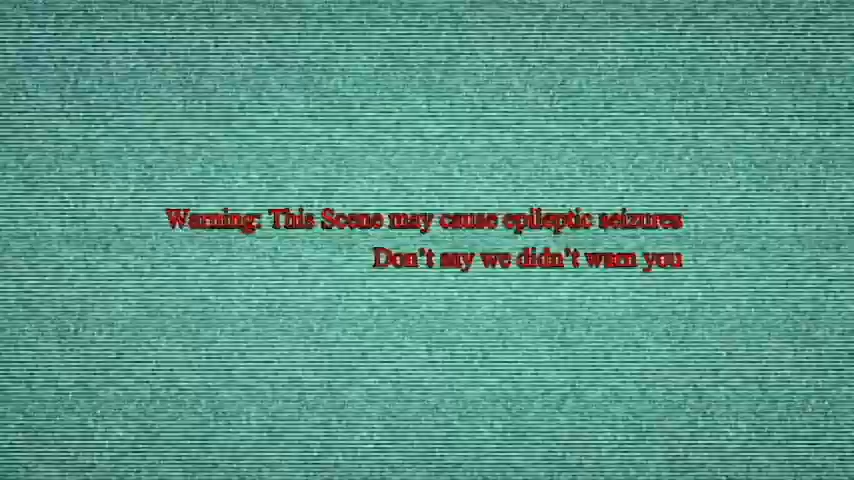 Warning: This Scene may cause epileptic seizures
Don't say we didn't warn you